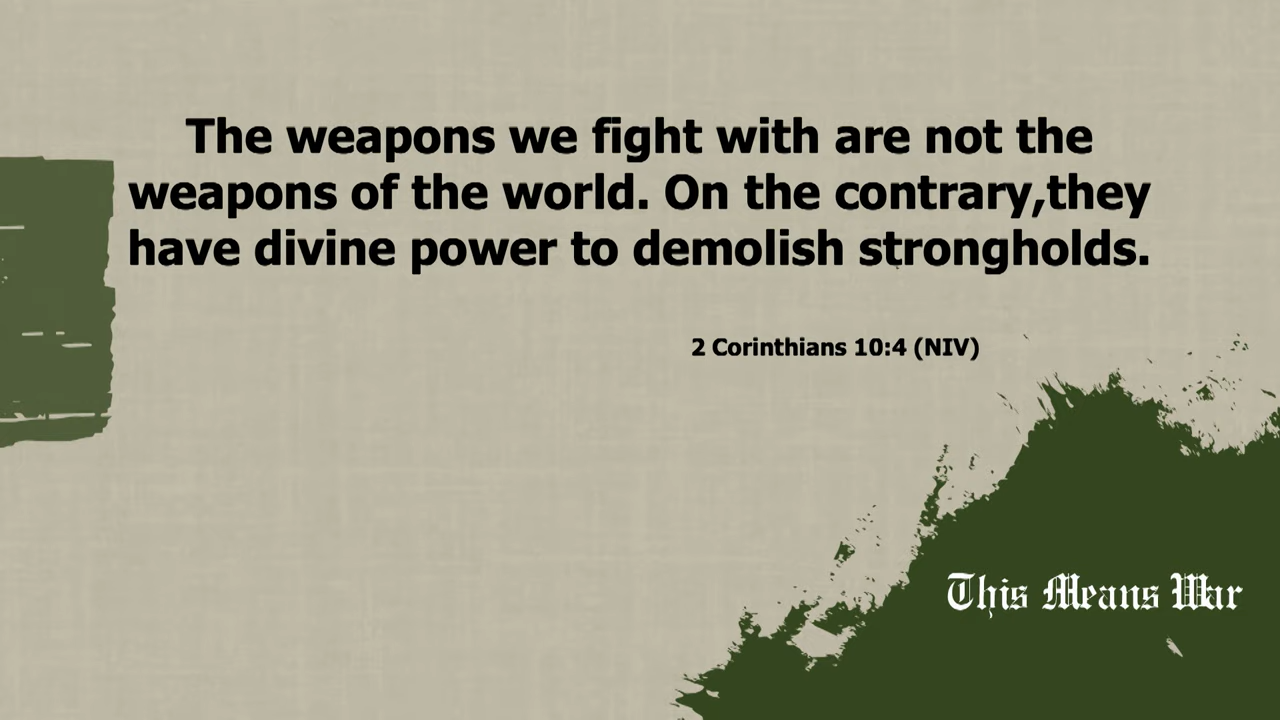 The weapons we fight with are not the
weapons of the world. On the contrary,they
have divine power to demolish strongholds.
2 Corinthians 10:4 (NIV)
This Means War